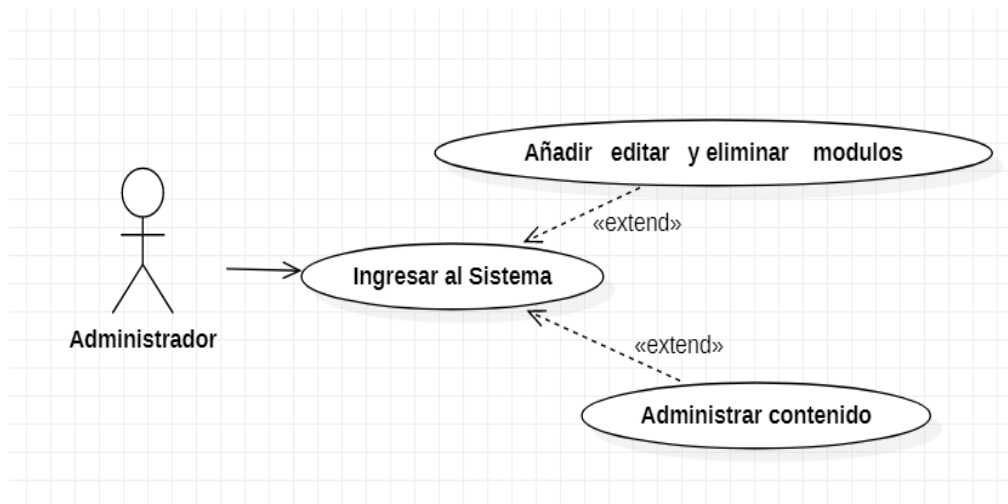 Añadir editar y eliminar modulos
«extend»
Ingresar al Sistema
Administrador
«extend»
Administrar contenido